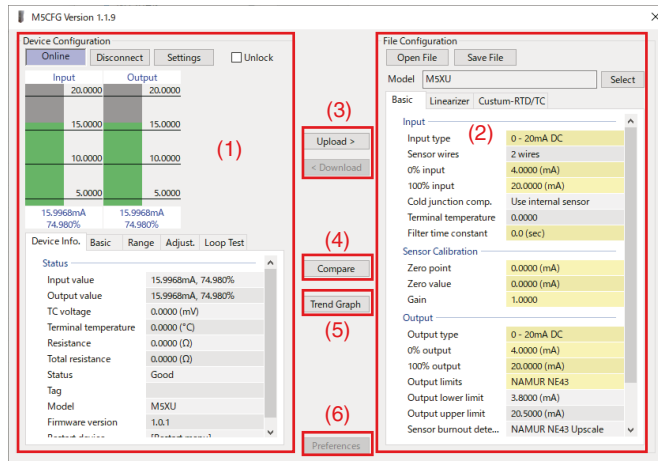 M5CFG Version 1.1.9
Device Configuration
Online Disconnect Settings Unlock
Input Output
20.0000 20.0000
15.0000 15.0000
10.0000 10.0000
5.0000 5.0000
15.9968mA 15.9968mA
74.980% 74.980%
(1)
Device Info. Basic Range Adjust. Loop Test
Status
Input value 15.9968mA, 74.980%
Output value 15.9968mA, 74.980%
TC voltage 0.0000 (mV)
Terminal temperature 0.0000 (°C)
Resistance 0.0000 (Ω)
Total resistance 0.0000 (Ω)
Status Good
Tag
Model M5XU
Firmware version 1.0.1
Restart device [Restart menu]
(3)
Upload >
< Download
(4)
Compare
Trend Graph
(5)
(6)
Preferences
File Configuration
Open File Save File
Model M5XU Select
Basic Linearizer Custum-RTD/TC
(2)
Input
Input type 0 - 20mA DC
Sensor wires 2 wires
0% input 4.0000 (mA)
100% input 20.0000 (mA)
Cold junction comp. Use internal sensor
Terminal temperature 0.0000
Filter time constant 0.0 (sec)
Sensor Calibration
Zero point 0.0000 (mA)
Zero value 0.0000 (mA)
Gain 1.0000
Output
Output type 0 - 20mA DC
0% output 4.0000 (mA)
100% output 20.0000 (mA)
Output limits NAMUR NE43
Output lower limit 3.8000 (mA)
Output upper limit 20.5000 (mA)
Sensor burnout dete... NAMUR NE43 Upscale